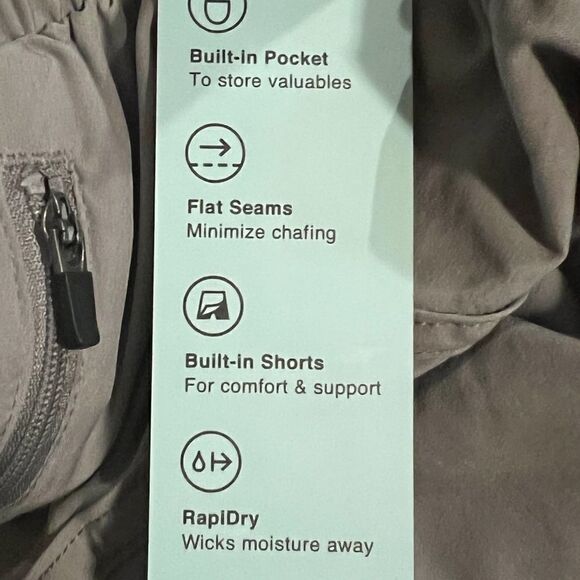 Built-in Pocket
To store valuables
Flat Seams
Minimize chafing
Built-in Shorts
For comfort & support
RapiDry
Wicks moisture away